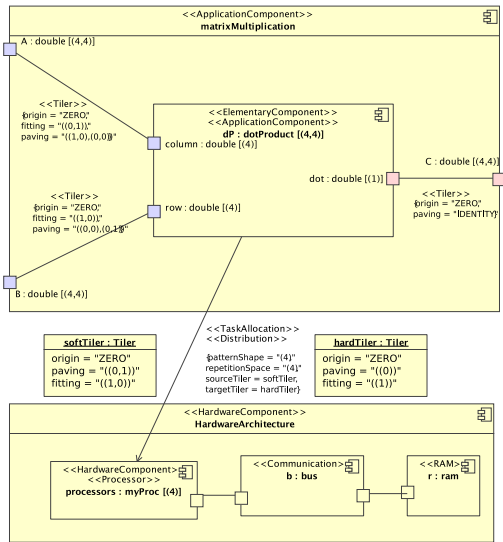 <<ApplicationComponent>>
matrixMultiplication
A : double [(4,4)]
<<Tiler>>
{origin = "ZERO",
fitting = "((0,1))",
paving = "((1,0),(0,0))"}
<<ElementaryComponent>>
<<ApplicationComponent>>
dP : dotProduct [(4,4)]
column : double [(4)]
C : double [(4,4)]
dot : double [(1)]
<<Tiler>>
{origin = "ZERO",
paving = "IDENTITY"}
<<Tiler>>
{origin = "ZERO",
fitting = "((1,0))",
paving = "((0,0),(0,1))"}
row : double [(4)]
B : double [(4,4)]
<<TaskAllocation>>
<<Distribution>>
{patternShape = "(4)",
repetitionSpace = "(4)",
sourceTiler = softTiler,
targetTiler = hardTiler}
softTiler : Tiler
origin = "ZERO"
paving = "((0,1))"
fitting = "((1,0))"
hardTiler : Tiler
origin = "ZERO"
paving = "((0))"
fitting = "((1))"
<<HardwareComponent>>
HardwareArchitecture
<<HardwareComponent>>
<<Processor>>
processors : myProc [(4)]
<<Communication>>
b : bus
<<RAM>>
r : ram